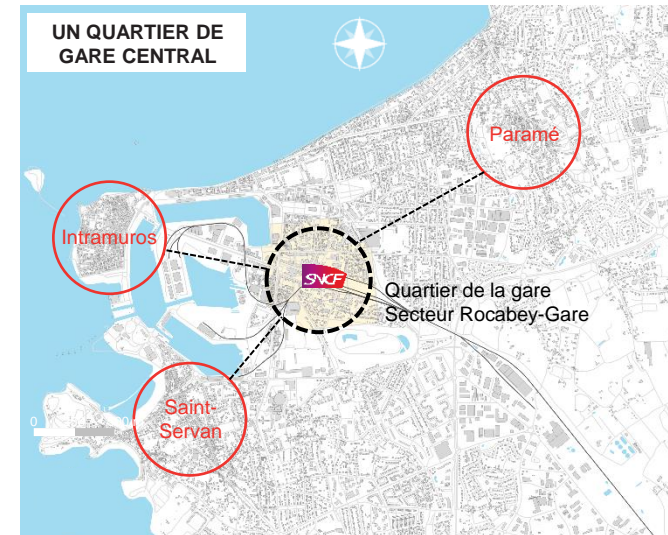 UN QUARTIER DE
GARE CENTRAL
Paramé
Intramuros
SNCF
Quartier de la gare
Secteur Rocabey-Gare
Saint-
Servan
0